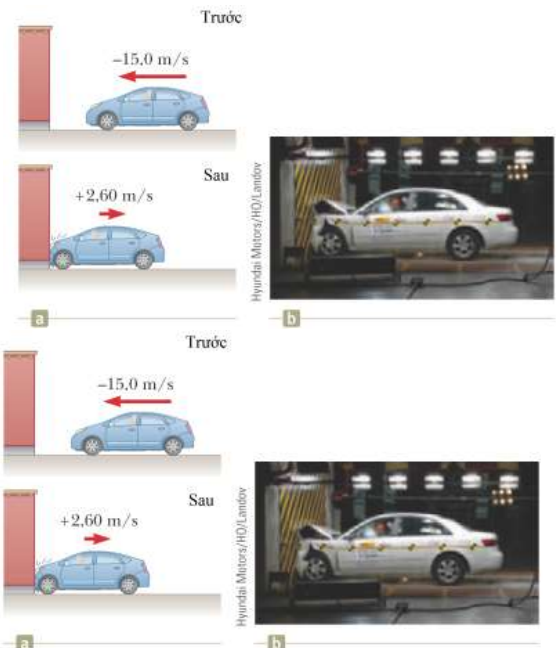 Trước
–15,0 m/s
Sau
+2,60 m/s
Hyundai Motors/HO/Landov
a
b
Trước
–15,0 m/s
Sau
+2,60 m/s
Hyundai Motors/HO/Landov
a
b